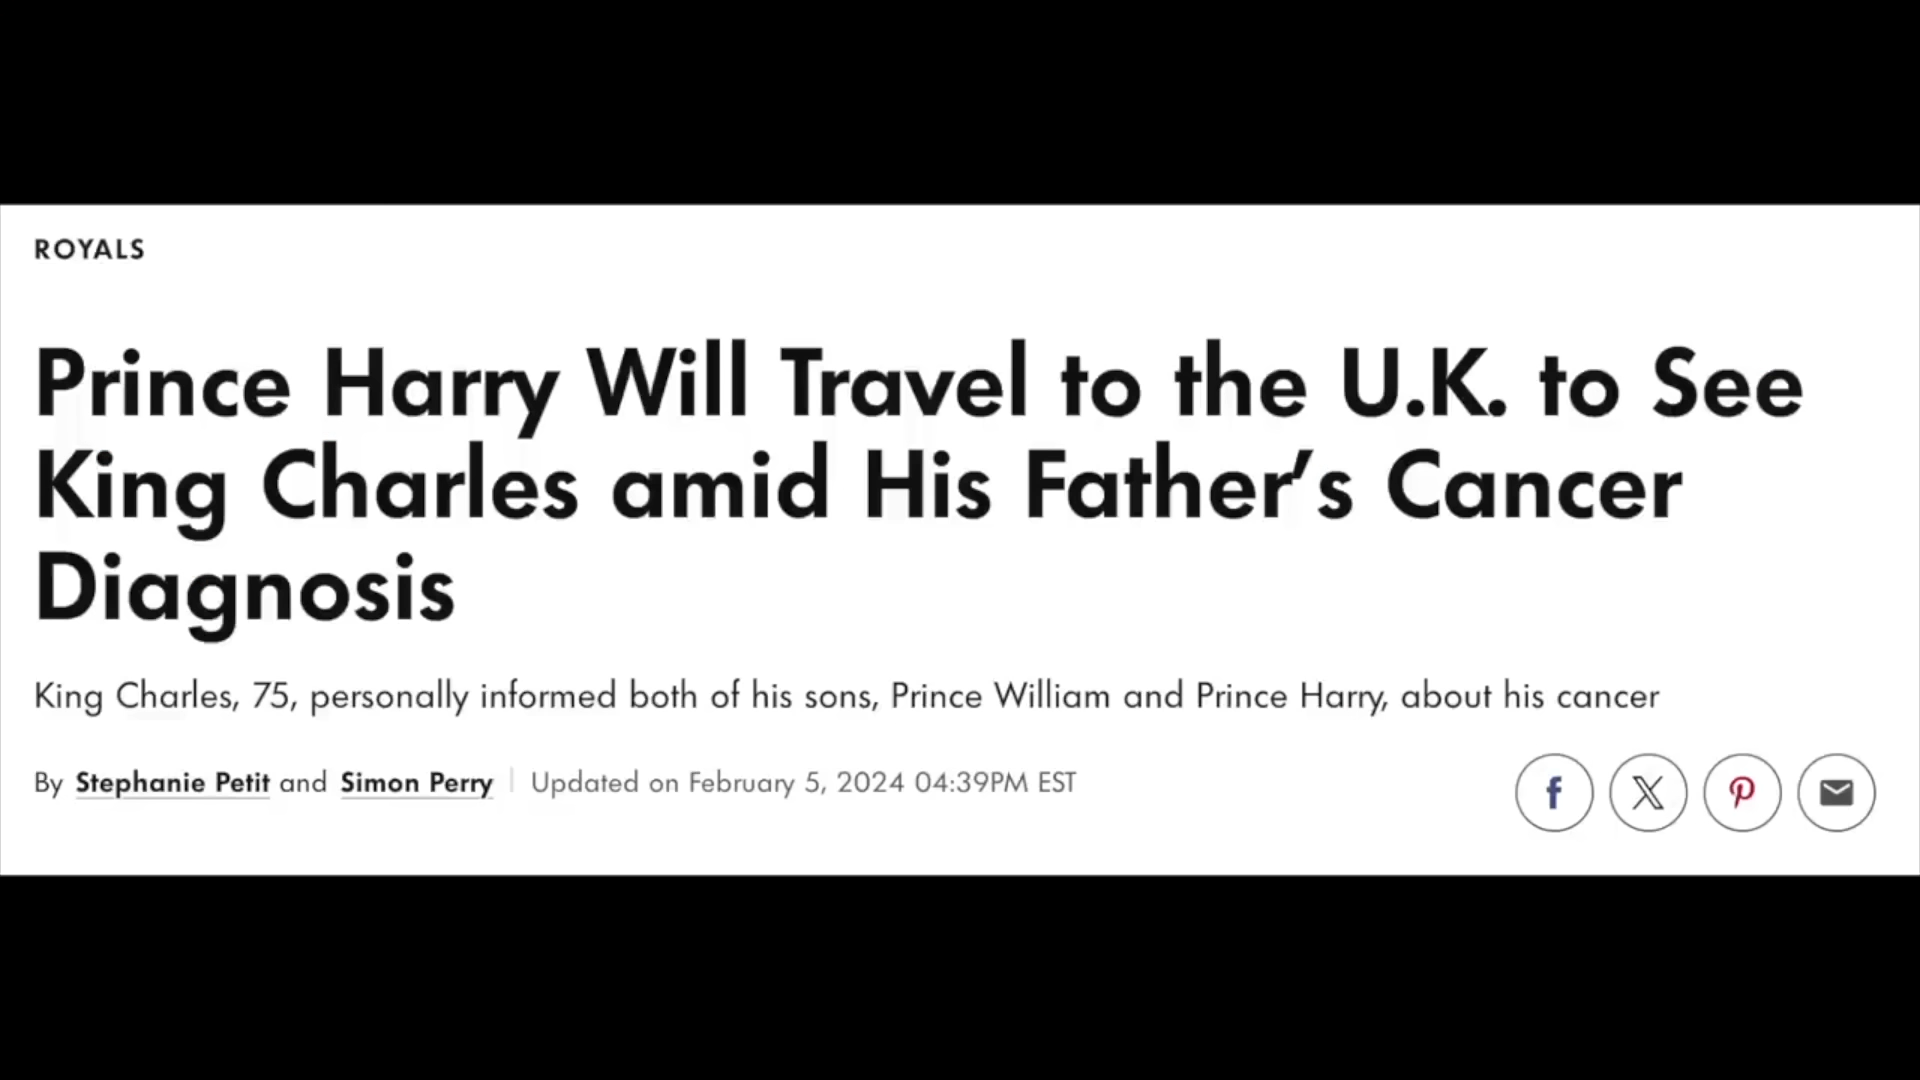 ROYALS
Prince Harry Will Travel to the U.K. to See
King Charles amid His Father’s Cancer
Diagnosis
King Charles, 75, personally informed both of his sons, Prince William and Prince Harry, about his cancer
By Stephanie Petit and Simon Perry | Updated on February 5, 2024 04:39PM EST